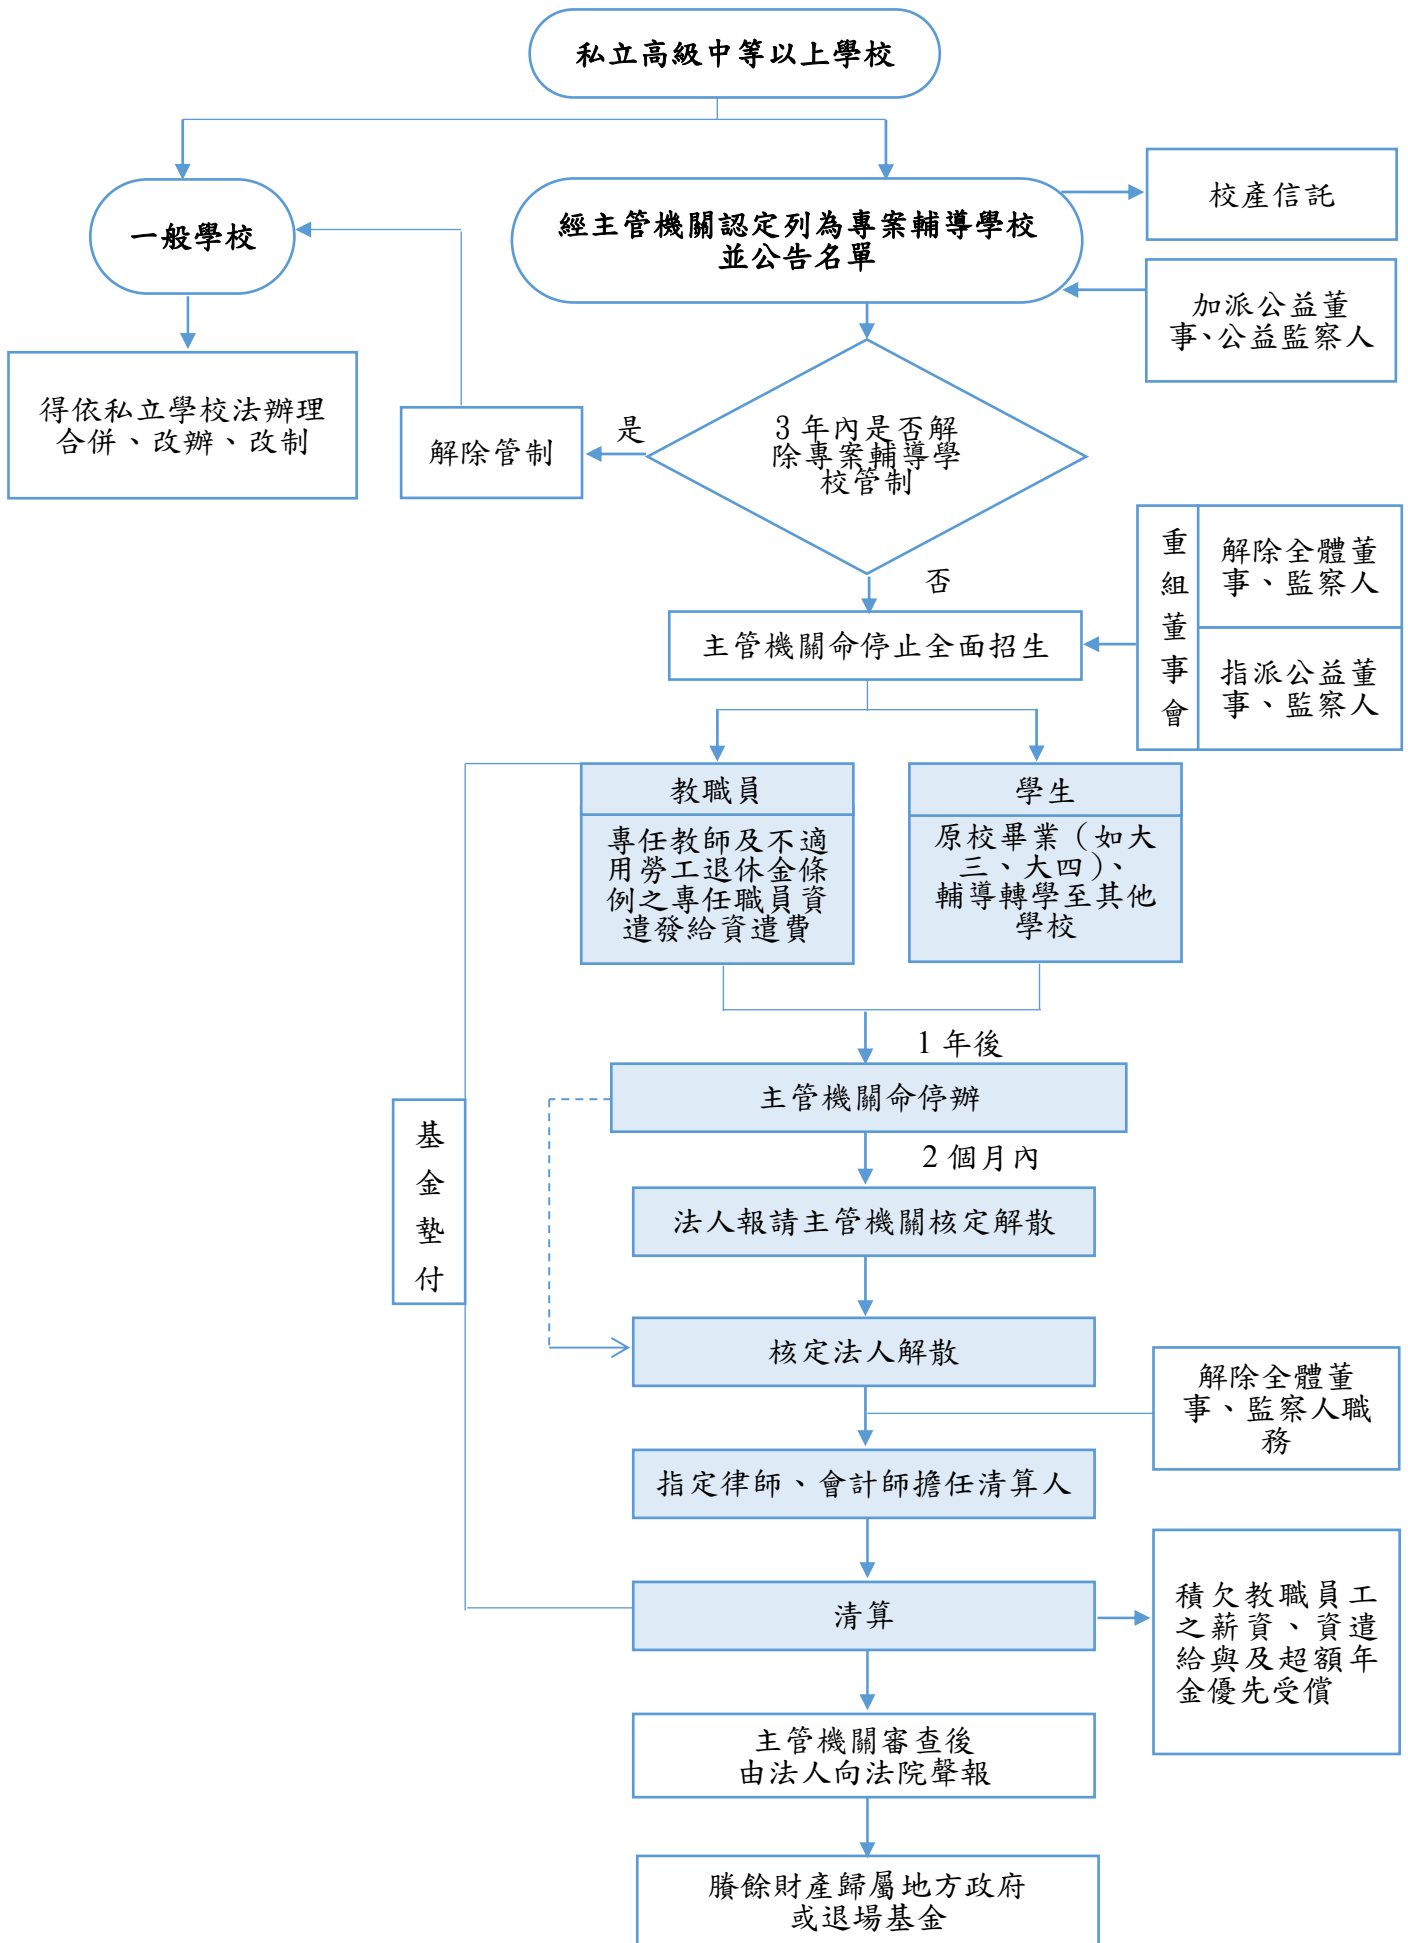 私立高級中等以上學校
一般學校
經主管機關認定列為專案輔導學校
並公告名單
校產信託
加派公益董
事、公益監察人
得依私立學校法辦理
合併、改辦、改制
解除管制
是
3 年內是否解
除專案輔導學
校管制
否
重
組
董
事
會
解除全體董
事、監察人
指派公益董
事、監察人
主管機關命停止全面招生
教職員
專任教師及不適
用勞工退休金條
例之專任職員資
遣發給資遣費
學生
原校畢業（如大
三、大四）、
輔導轉學至其他
學校
1 年後
主管機關命停辦
2 個月內
基
金
墊
付
法人報請主管機關核定解散
核定法人解散
解除全體董
事、監察人職
務
指定律師、會計師擔任清算人
清算
積欠教職員工
之薪資、資遣
給與及超額年
金優先受償
主管機關審查後
由法人向法院聲報
賸餘財產歸屬地方政府
或退場基金